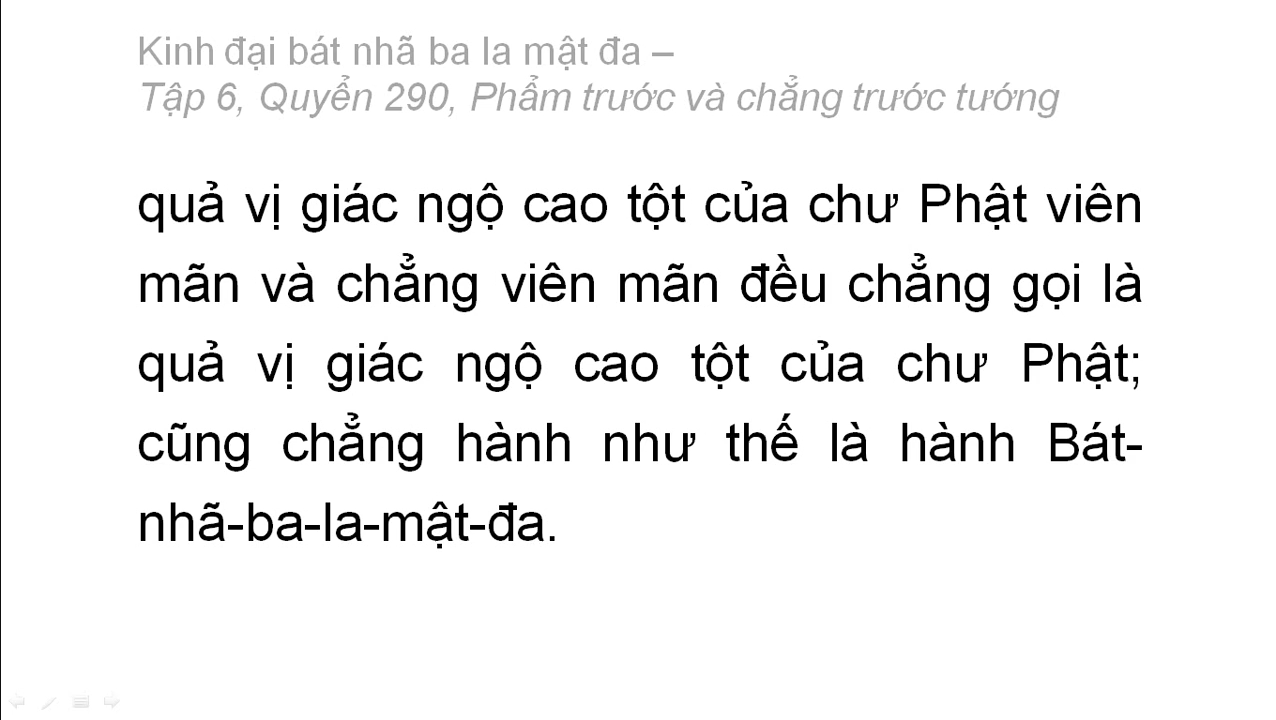 Kinh đại bát nhã ba la mật đa –
Tập 6, Quyển 290, Phẩm trước và chẳng trước tướng
quả vị giác ngộ cao tột của chư Phật viên
mãn và chẳng viên mãn đều chẳng gọi là
quả vị giác ngộ cao tột của chư Phật;
cũng chẳng hành như thế là hành Bát-
nhã-ba-la-mật-đa.